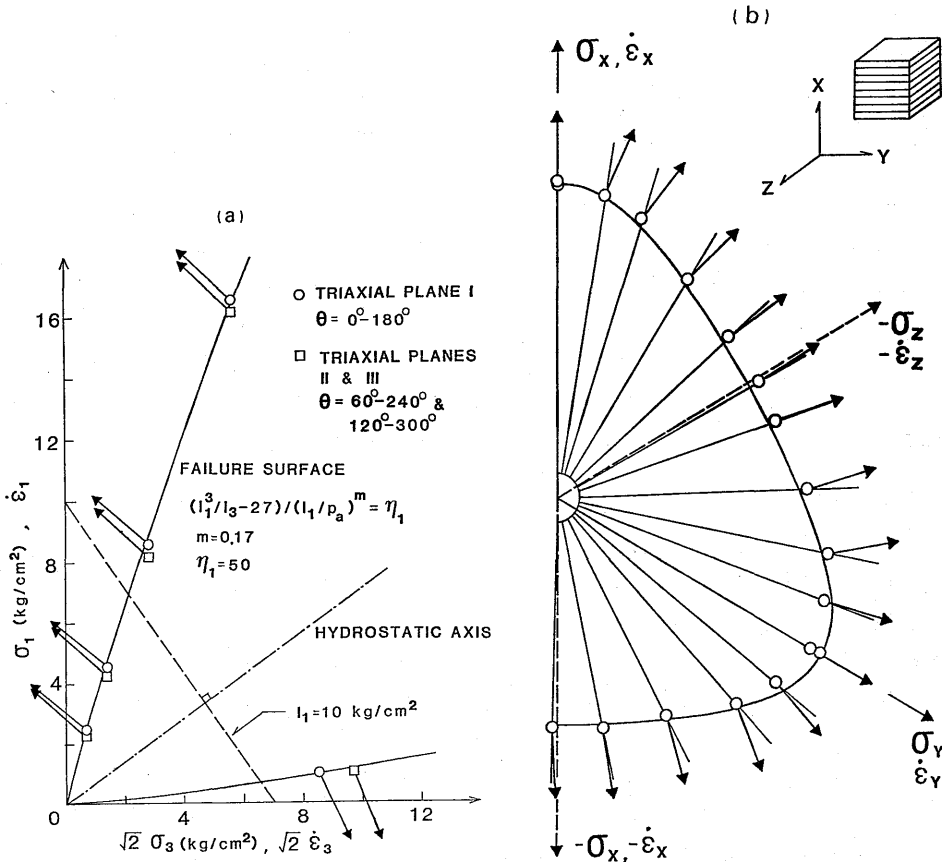 (a)
σ₁ (kg/cm²) , ε̇₁
16
12
8
4
0
4
8
12
√2 σ₃ (kg/cm²) , √2 ε̇₃
○ TRIAXIAL PLANE I
θ = 0°-180°
□ TRIAXIAL PLANES
II & III
θ = 60°-240° &
120°-300°
FAILURE SURFACE
(I₁³/I₃-27)/(I₁/pₐ)ᵐ = η₁
m=0,17
η₁=50
HYDROSTATIC AXIS
I₁=10 kg/cm²
(b)
σX, ε̇X
X
Y
Z
-σZ
-ε̇Z
σY
ε̇Y
-σX, -ε̇X